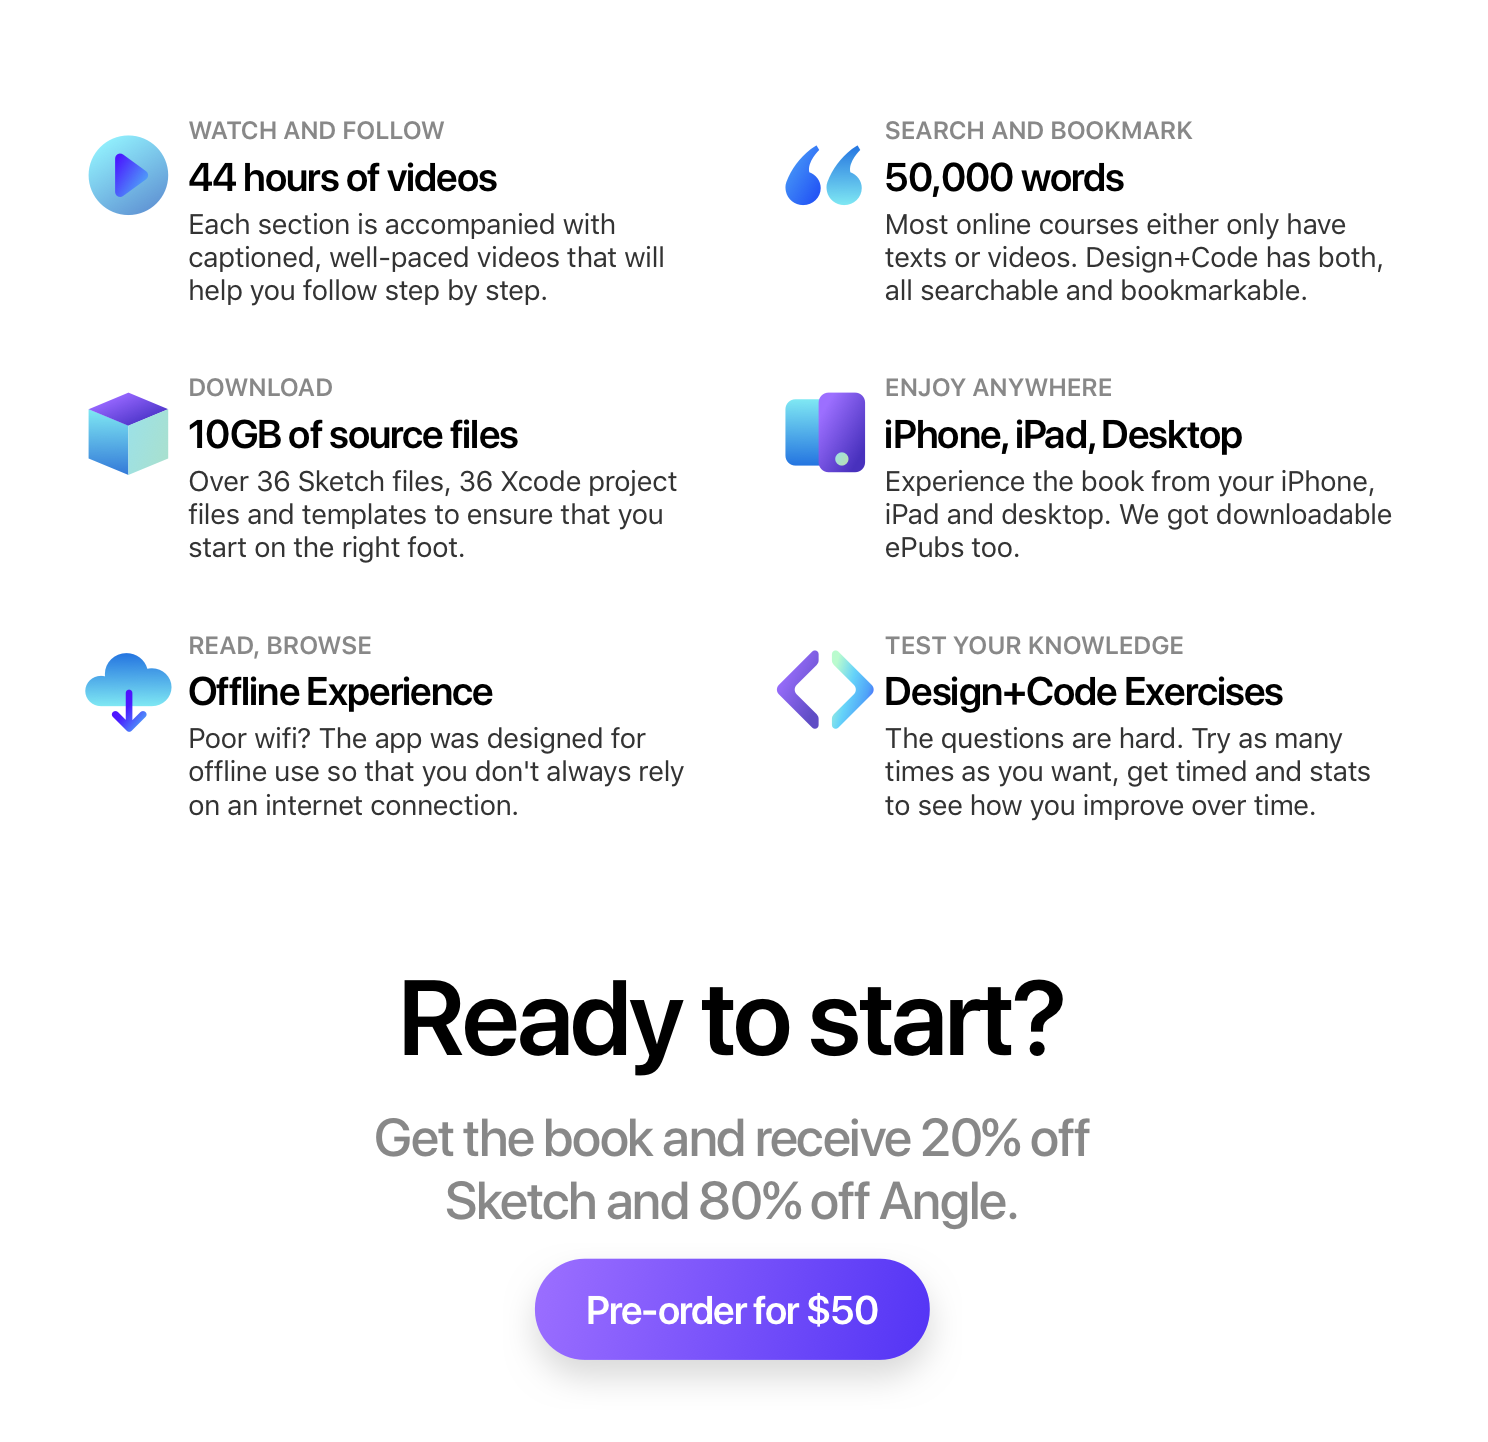 WATCH AND FOLLOW
44 hours of videos
Each section is accompanied with
captioned, well-paced videos that will
help you follow step by step.
SEARCH AND BOOKMARK
50,000 words
Most online courses either only have
texts or videos. Design+Code has both,
all searchable and bookmarkable.
DOWNLOAD
10GB of source files
Over 36 Sketch files, 36 Xcode project
files and templates to ensure that you
start on the right foot.
ENJOY ANYWHERE
iPhone, iPad, Desktop
Experience the book from your iPhone,
iPad and desktop. We got downloadable
ePubs too.
READ, BROWSE
Offline Experience
Poor wifi? The app was designed for
offline use so that you don't always rely
on an internet connection.
TEST YOUR KNOWLEDGE
Design+Code Exercises
The questions are hard. Try as many
times as you want, get timed and stats
to see how you improve over time.
Ready to start?
Get the book and receive 20% off
Sketch and 80% off Angle.
Pre-order for $50